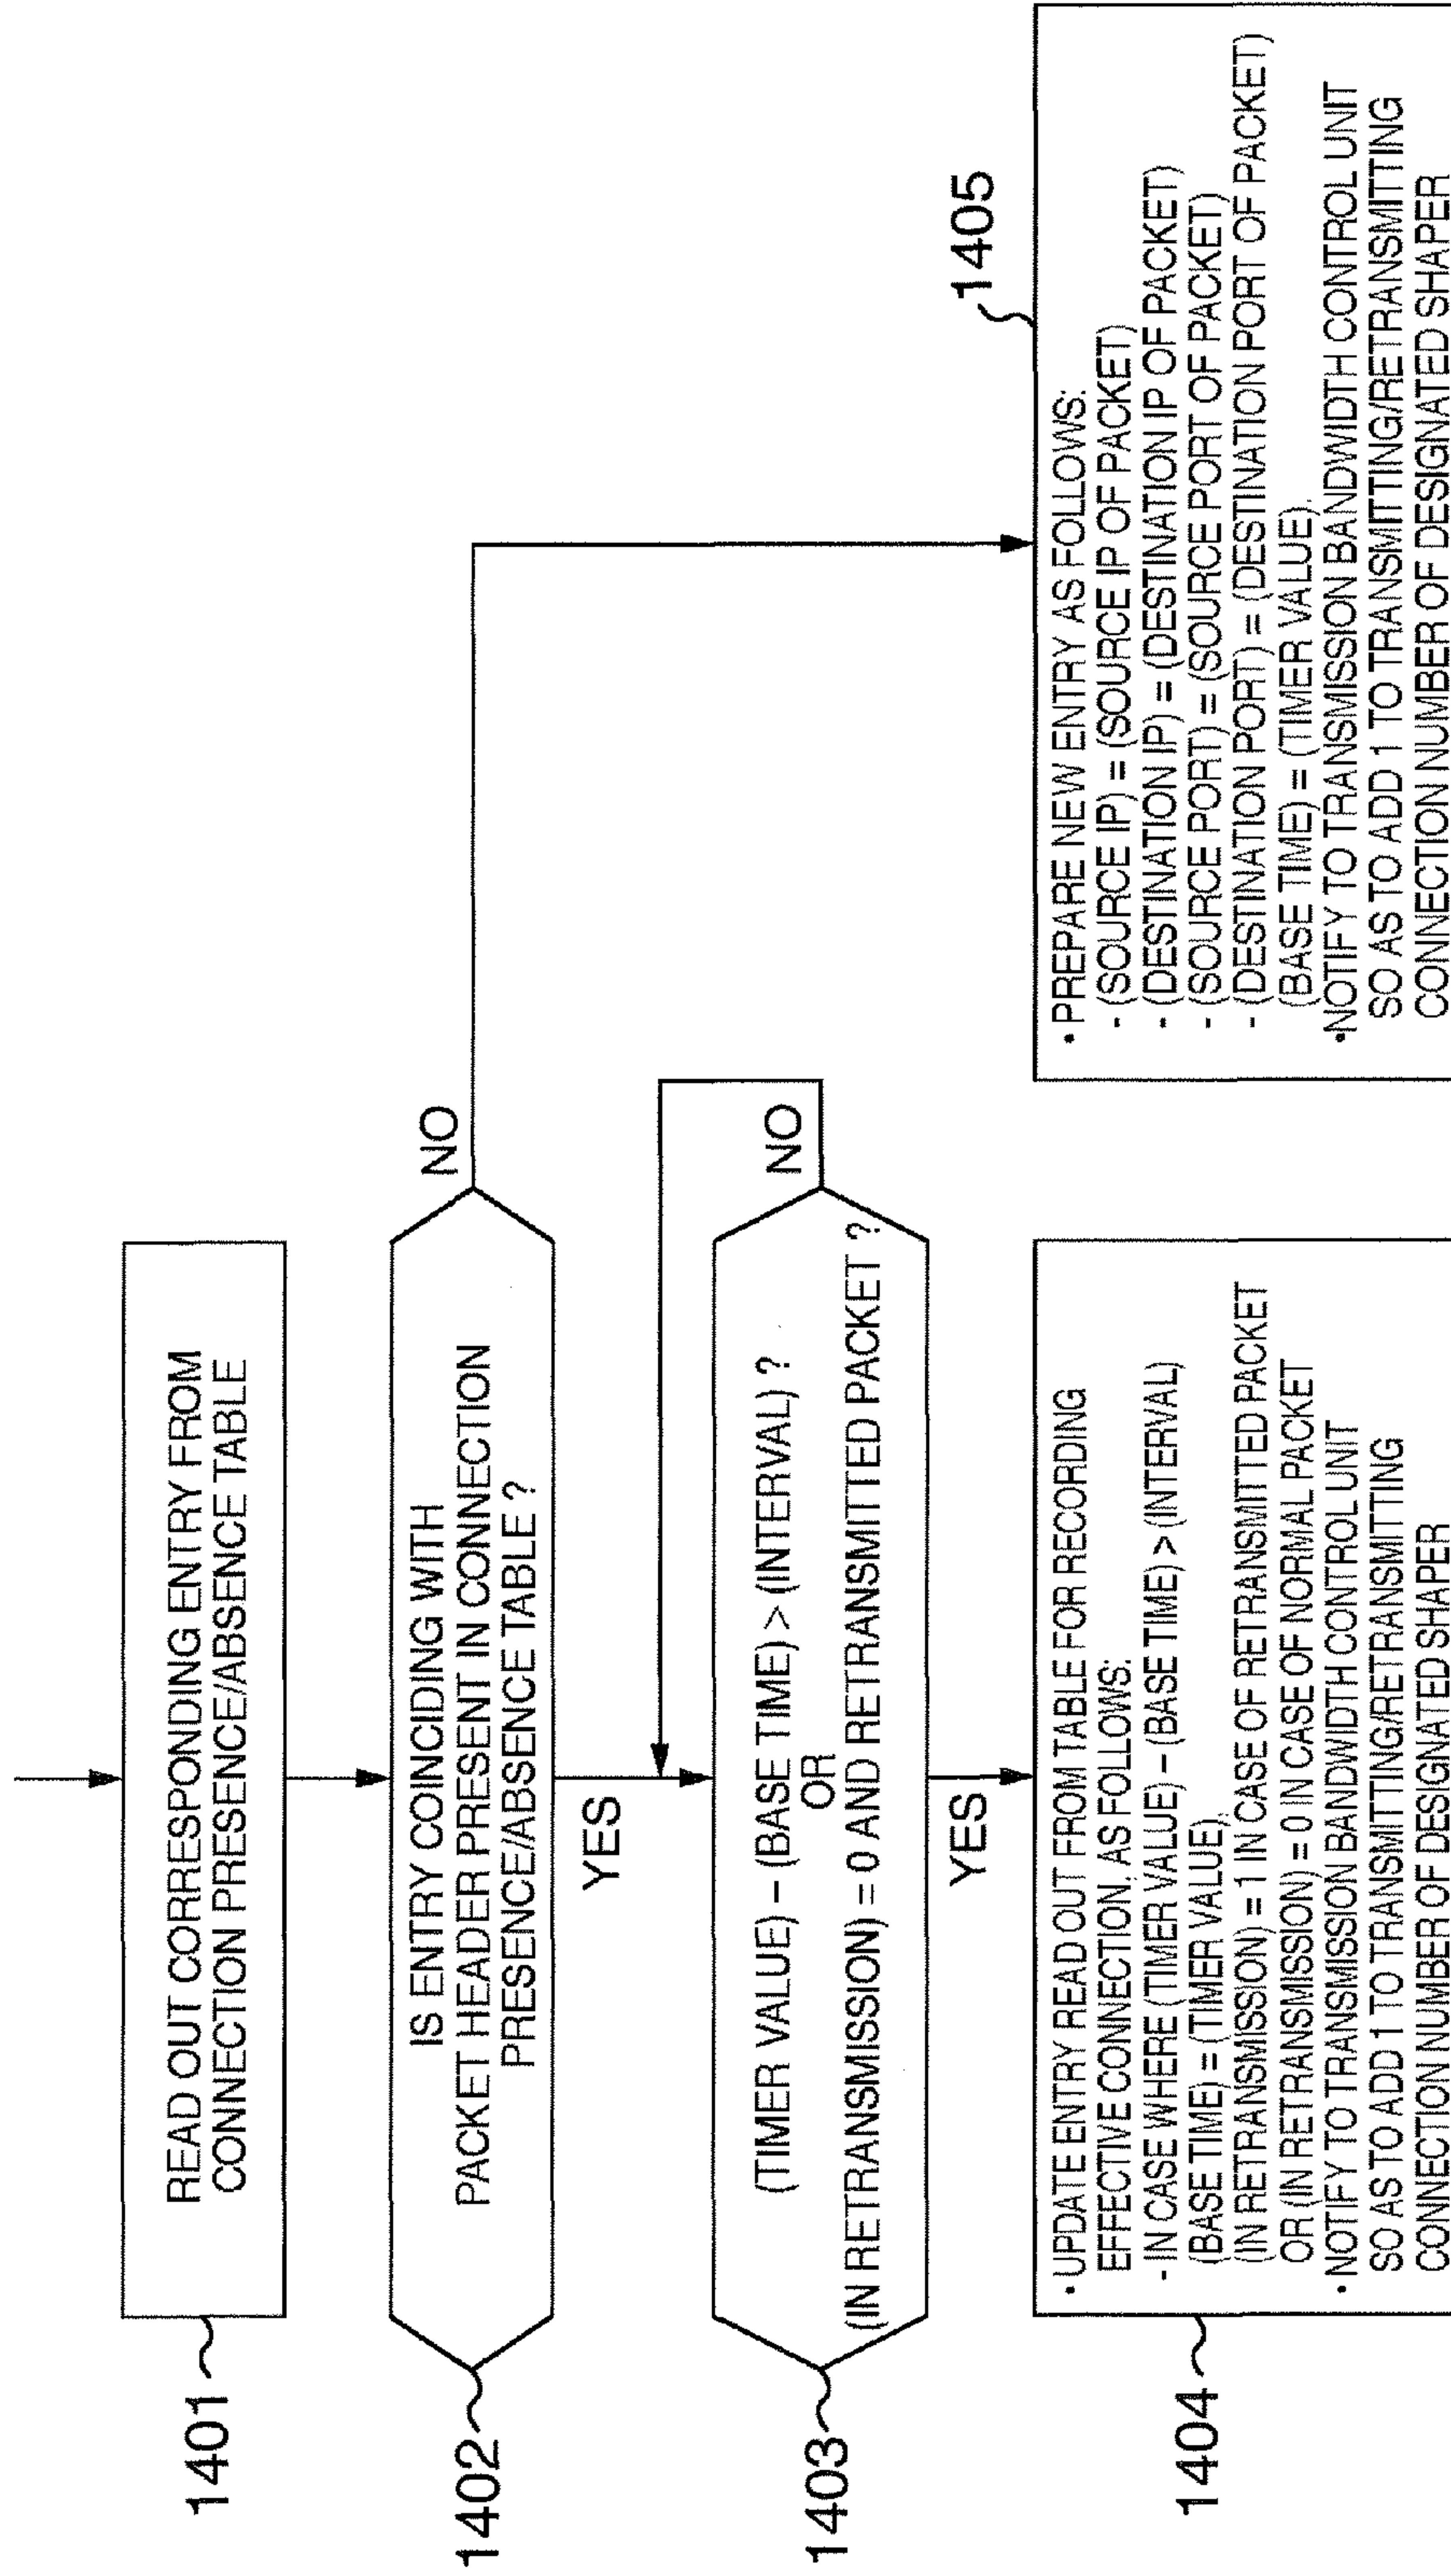 1401
READ OUT CORRESPONDING ENTRY FROM
CONNECTION PRESENCE/ABSENCE TABLE
1402
IS ENTRY COINCIDING WITH
PACKET HEADER PRESENT IN CONNECTION
PRESENCE/ABSENCE TABLE ?
NO
YES
1403
(TIMER VALUE) – (BASE TIME) > (INTERVAL) ?
OR
(IN RETRANSMISSION) = 0 AND RETRANSMITTED PACKET ?
NO
YES
1404
• UPDATE ENTRY READ OUT FROM TABLE FOR RECORDING
EFFECTIVE CONNECTION, AS FOLLOWS:
- IN CASE WHERE (TIMER VALUE) – (BASE TIME) > (INTERVAL)
(BASE TIME) = (TIMER VALUE),
(IN RETRANSMISSION) = 1 IN CASE OF RETRANSMITTED PACKET
OR (IN RETRANSMISSION) = 0 IN CASE OF NORMAL PACKET
• NOTIFY TO TRANSMISSION BANDWIDTH CONTROL UNIT
SO AS TO ADD 1 TO TRANSMITTING/RETRANSMITTING
CONNECTION NUMBER OF DESIGNATED SHAPER
1405
• PREPARE NEW ENTRY AS FOLLOWS:
- (SOURCE IP) = (SOURCE IP OF PACKET)
- (DESTINATION IP) = (DESTINATION IP OF PACKET)
- (SOURCE PORT) = (SOURCE PORT OF PACKET)
- (DESTINATION PORT) = (DESTINATION PORT OF PACKET)
(BASE TIME) = (TIMER VALUE),
•NOTIFY TO TRANSMISSION BANDWIDTH CONTROL UNIT
SO AS TO ADD 1 TO TRANSMITTING/RETRANSMITTING
CONNECTION NUMBER OF DESIGNATED SHAPER